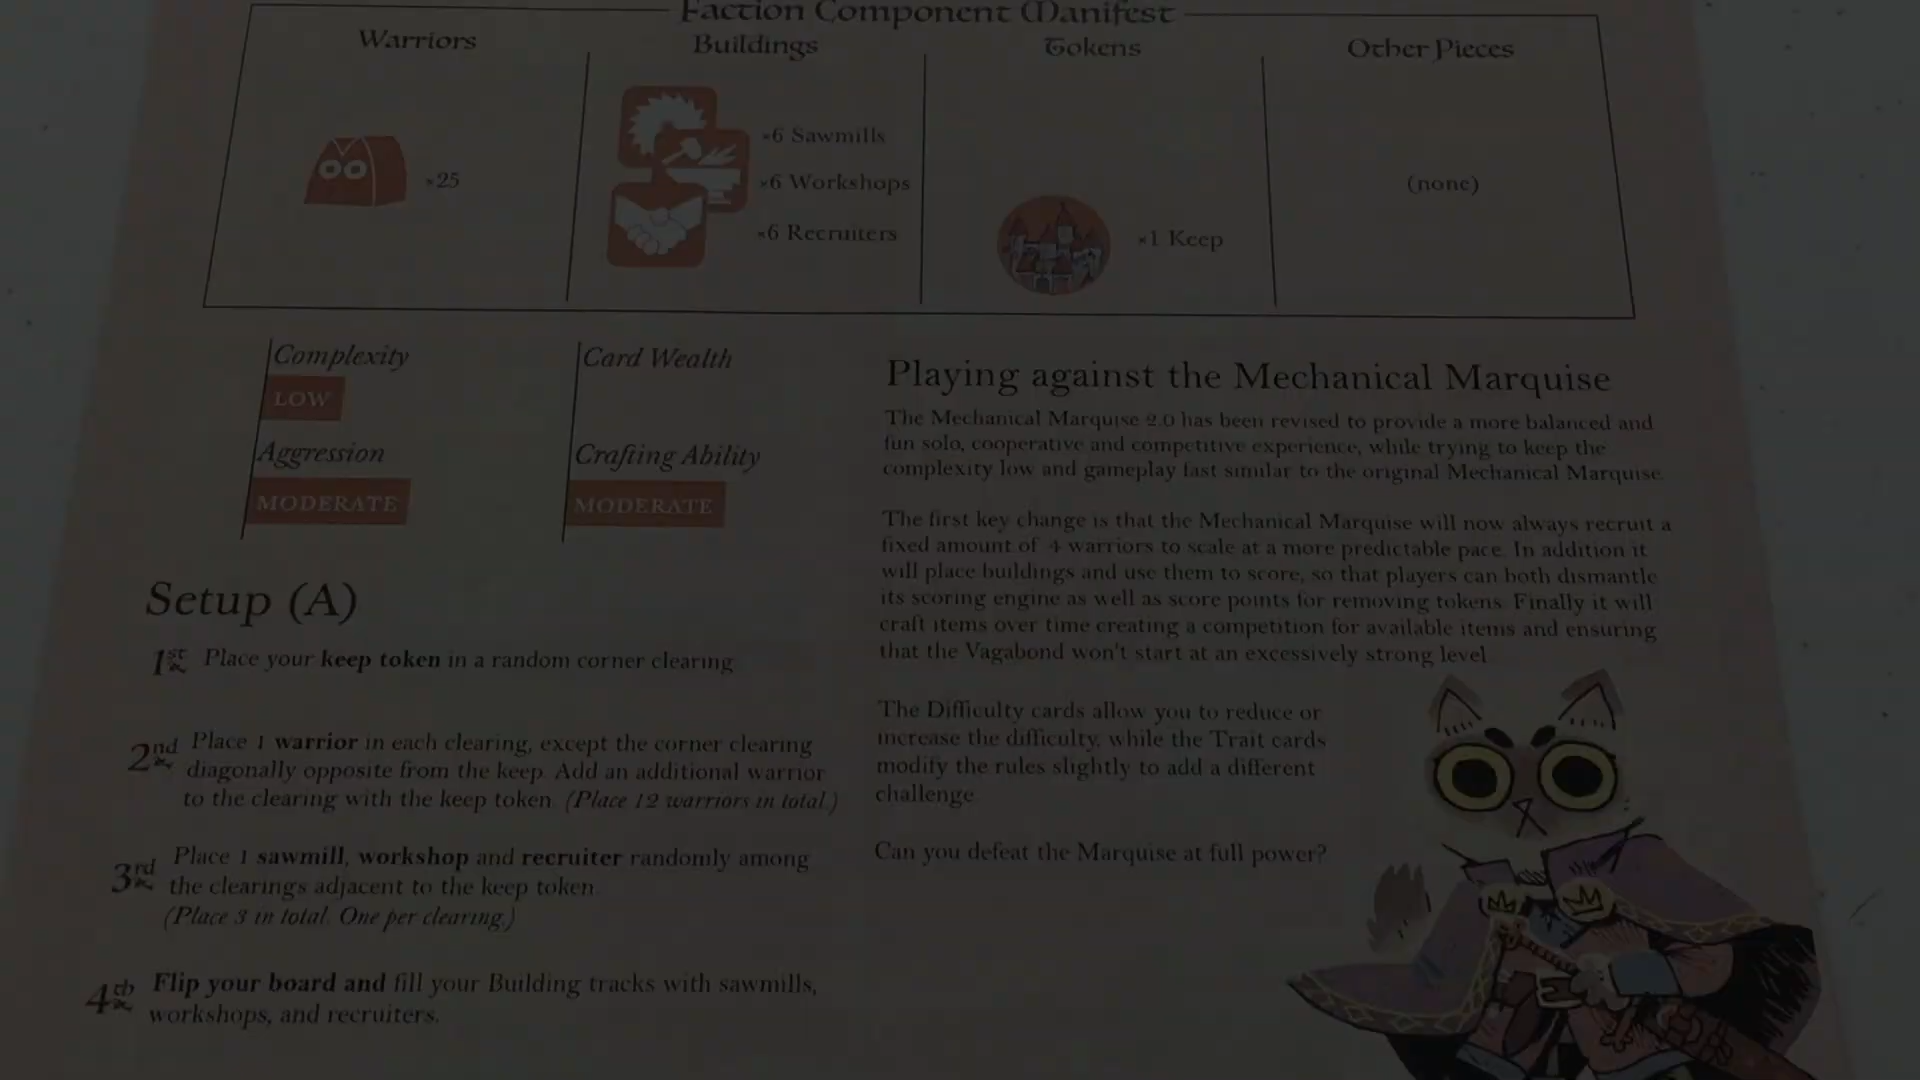 Faction Component Manifest
Warriors
Buildings
Tokens
Other Pieces
×25
×6 Sawmills
×6 Workshops
×6 Recruiters
×1 Keep
(none)
Complexity
LOW
Card Wealth
Aggression
MODERATE
Crafting Ability
MODERATE
Setup (A)
1st Place your keep token in a random corner clearing
2nd Place 1 warrior in each clearing, except the corner clearing
diagonally opposite from the keep. Add an additional warrior
to the clearing with the keep token. (Place 12 warriors in total.)
3rd Place 1 sawmill, workshop and recruiter randomly among
the clearings adjacent to the keep token.
(Place 3 in total. One per clearing.)
4th Flip your board and fill your Building tracks with sawmills,
workshops, and recruiters.
Playing against the Mechanical Marquise
The Mechanical Marquise 2.0 has been revised to provide a more balanced and
fun solo, cooperative and competitive experience, while trying to keep the
complexity low and gameplay fast similar to the original Mechanical Marquise.
The first key change is that the Mechanical Marquise will now always recruit a
fixed amount of 4 warriors to scale at a more predictable pace. In addition it
will place buildings and use them to score, so that players can both dismantle
its scoring engine as well as score points for removing tokens. Finally it will
craft items over time creating a competition for available items and ensuring
that the Vagabond won't start at an excessively strong level.
The Difficulty cards allow you to reduce or
increase the difficulty, while the Trait cards
modify the rules slightly to add a different
challenge.
Can you defeat the Marquise at full power?